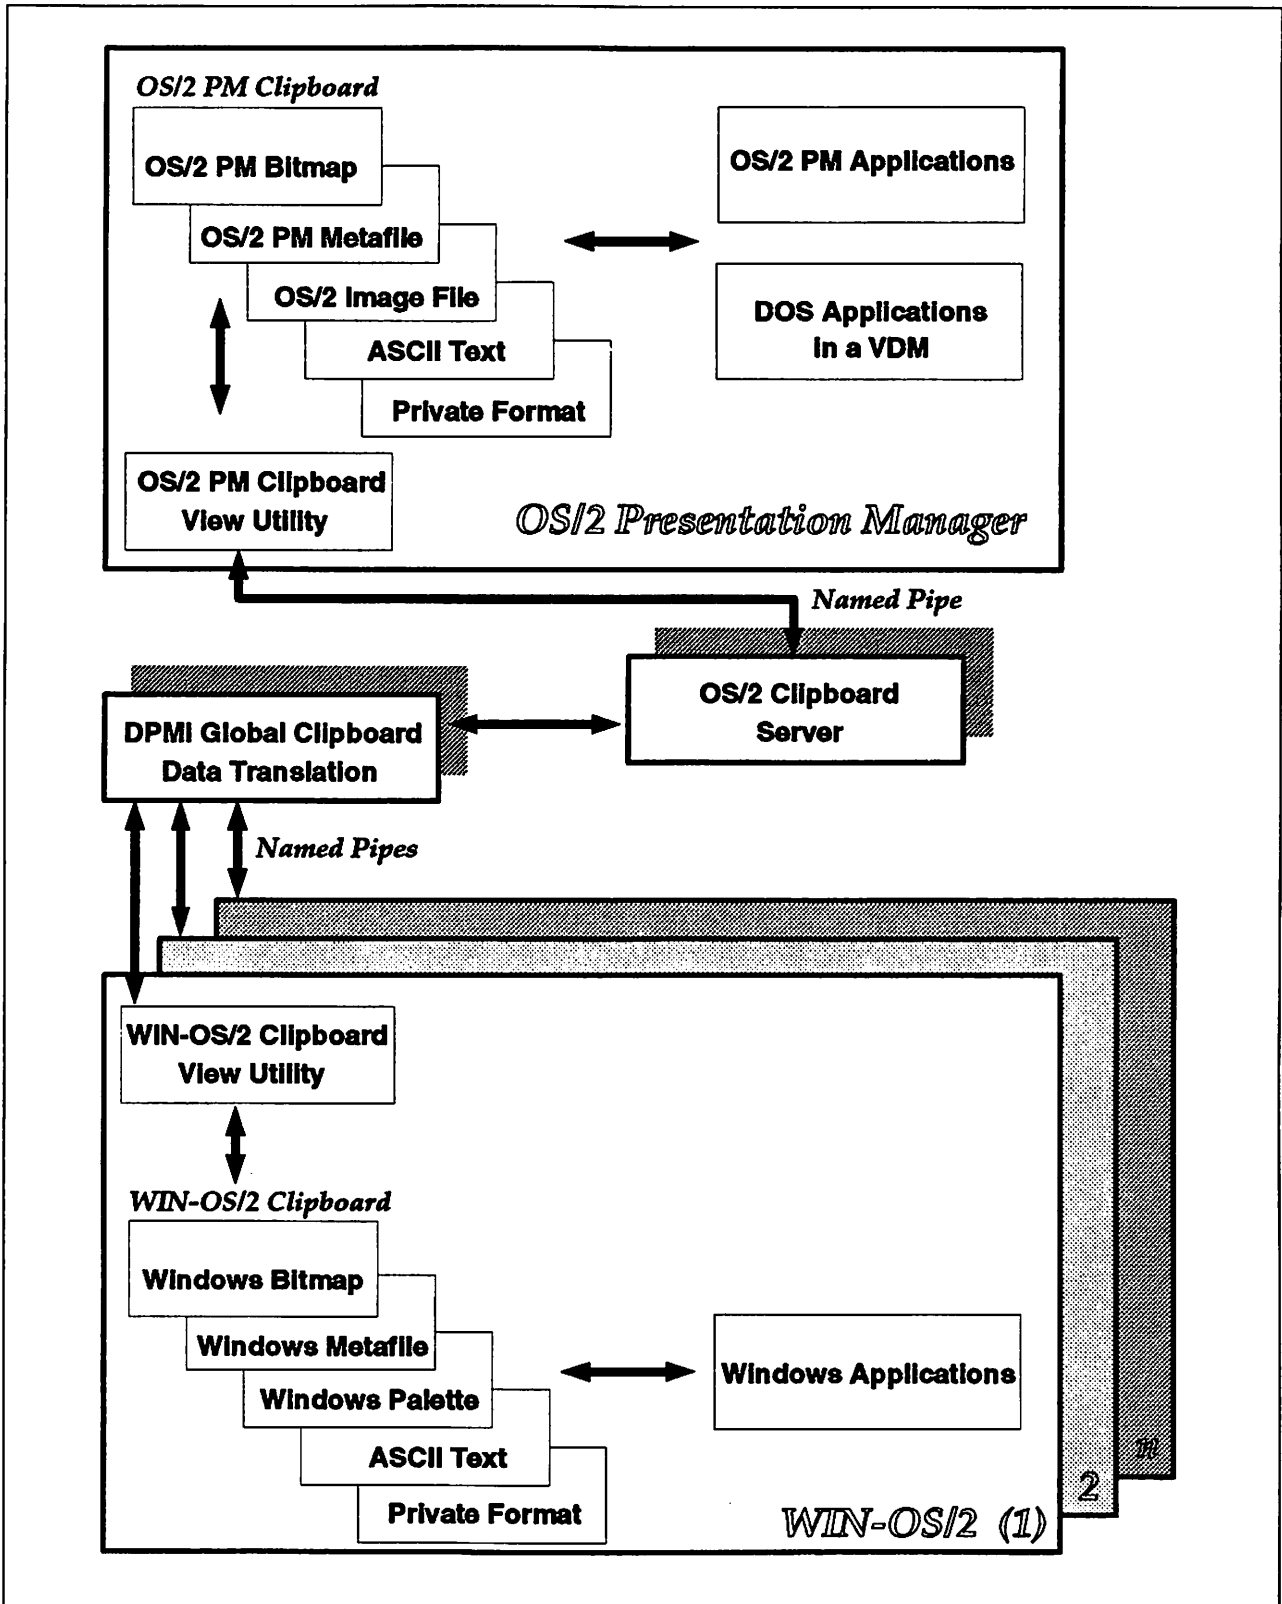 OS/2 PM Clipboard
OS/2 PM Bitmap
OS/2 PM Metafile
OS/2 Image File
ASCII Text
Private Format
OS/2 PM Applications
DOS Applications
in a VDM
OS/2 PM Clipboard
View Utility
OS/2 Presentation Manager
Named Pipe
OS/2 Clipboard
Server
DPMI Global Clipboard
Data Translation
Named Pipes
WIN-OS/2 Clipboard
View Utility
WIN-OS/2 Clipboard
Windows Bitmap
Windows Metafile
Windows Palette
ASCII Text
Private Format
Windows Applications
WIN-OS/2 (1)
2
n